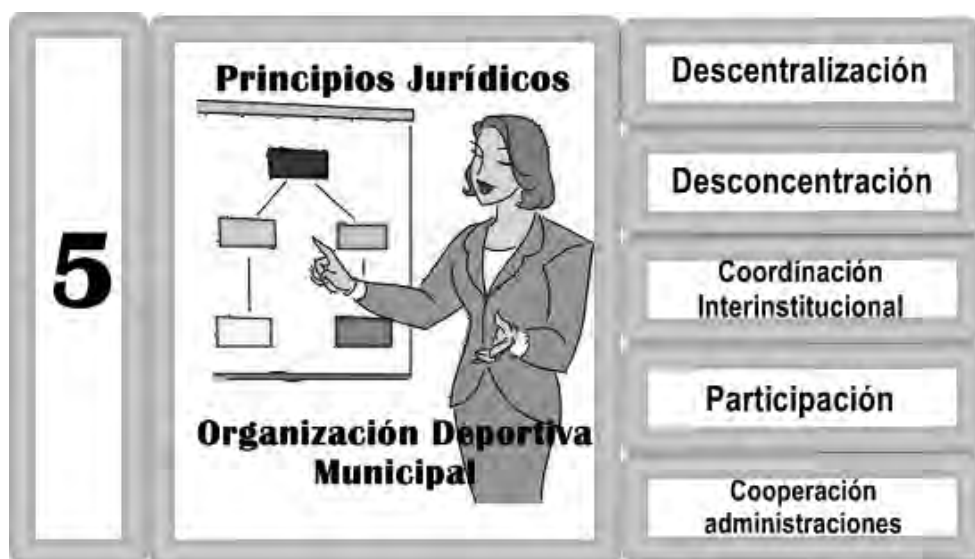 5
Principios Jurídicos
Organización Deportiva
Municipal
Descentralización
Desconcentración
Coordinación
Interinstitucional
Participación
Cooperación
administraciones